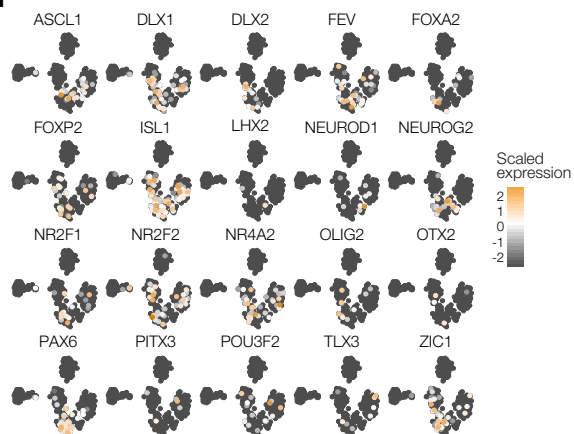 ASCL1 DLX1 DLX2 FEV FOXA2
FOXP2 ISL1 LHX2 NEUROD1 NEUROG2
Scaled
expression
2
1
0
-1
-2
NR2F1 NR2F2 NR4A2 OLIG2 OTX2
PAX6 PITX3 POU3F2 TLX3 ZIC1